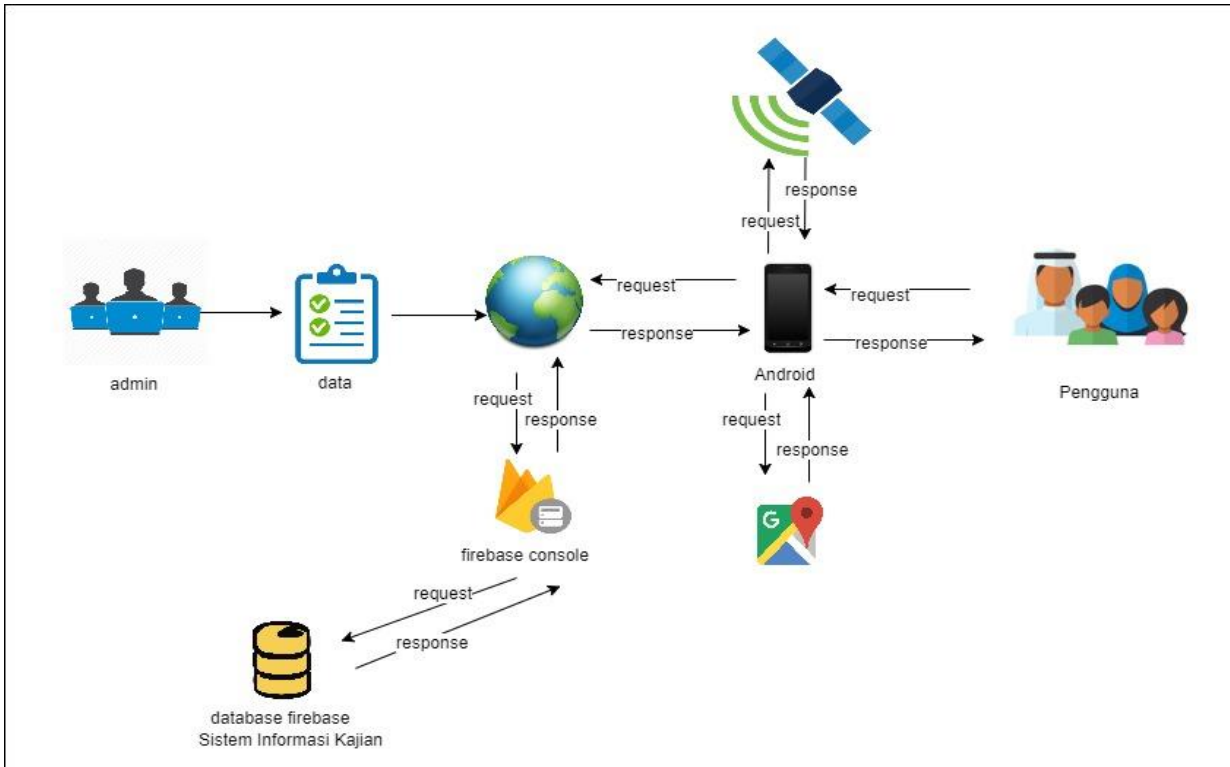 response
request
request
request
response
response
admin
data
Android
Pengguna
request
response
request
response
G
firebase console
request
response
database firebase
Sistem Informasi Kajian